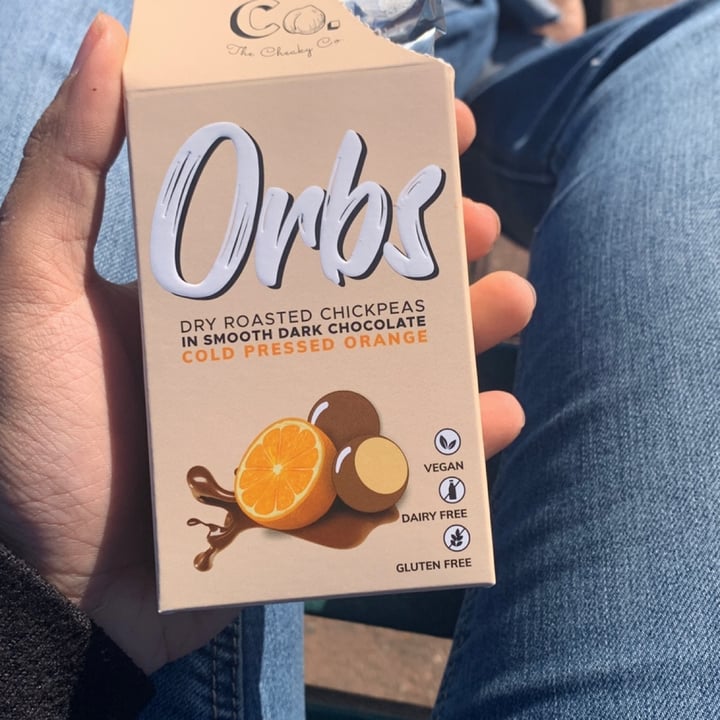 Co.
The Cheaky Co
Orbs
DRY ROASTED CHICKPEAS
IN SMOOTH DARK CHOCOLATE
COLD PRESSED ORANGE
VEGAN
DAIRY FREE
GLUTEN FREE